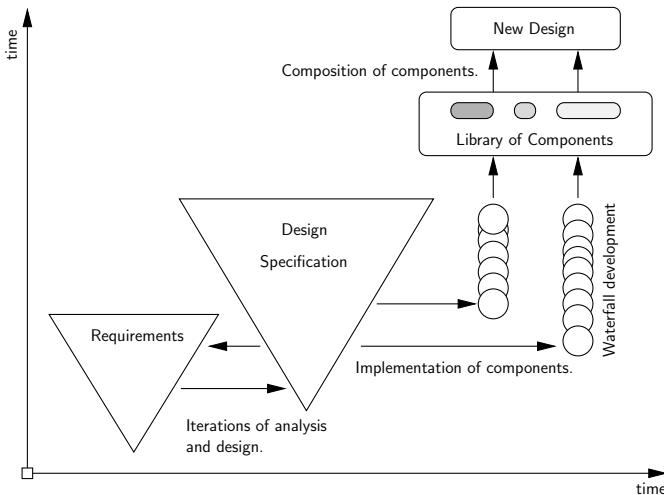 time
New Design
Composition of components.
Library of Components
Design
Specification
Waterfall development
Requirements
Implementation of components.
Iterations of analysis
and design.
time